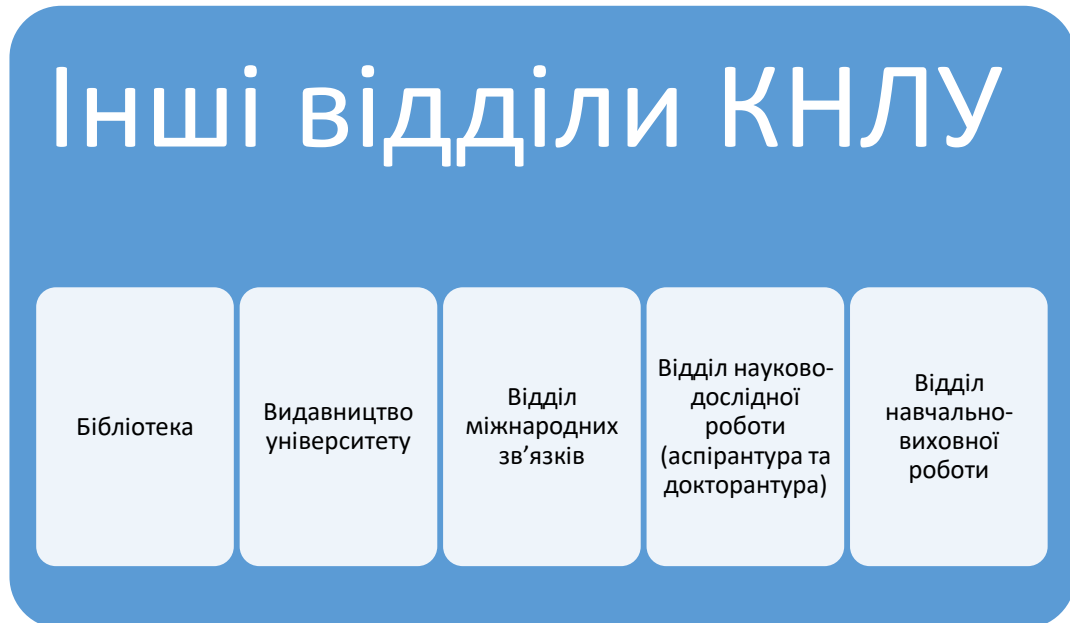 Інші відділи КНЛУ
Бібліотека
Видавництво
університету
Відділ
міжнародних
зв’язків
Відділ науково-
дослідної
роботи
(аспірантура та
докторантура)
Відділ
навчально-
виховної
роботи